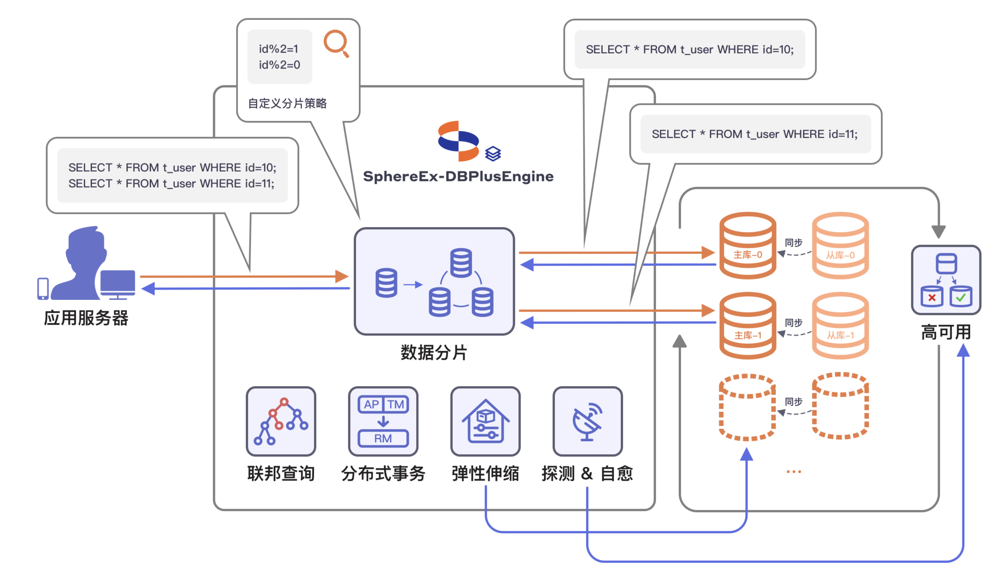 id%2=1
id%2=0
自定义分片策略
SELECT * FROM t_user WHERE id=10;
SELECT * FROM t_user WHERE id=11;
SELECT * FROM t_user WHERE id=10;
SELECT * FROM t_user WHERE id=11;
SphereEx-DBPlusEngine
应用服务器
数据分片
主库-0
同步
从库-0
主库-1
同步
从库-1
同步
...
高可用
AP
TM
RM
联邦查询
分布式事务
弹性伸缩
探测 & 自愈